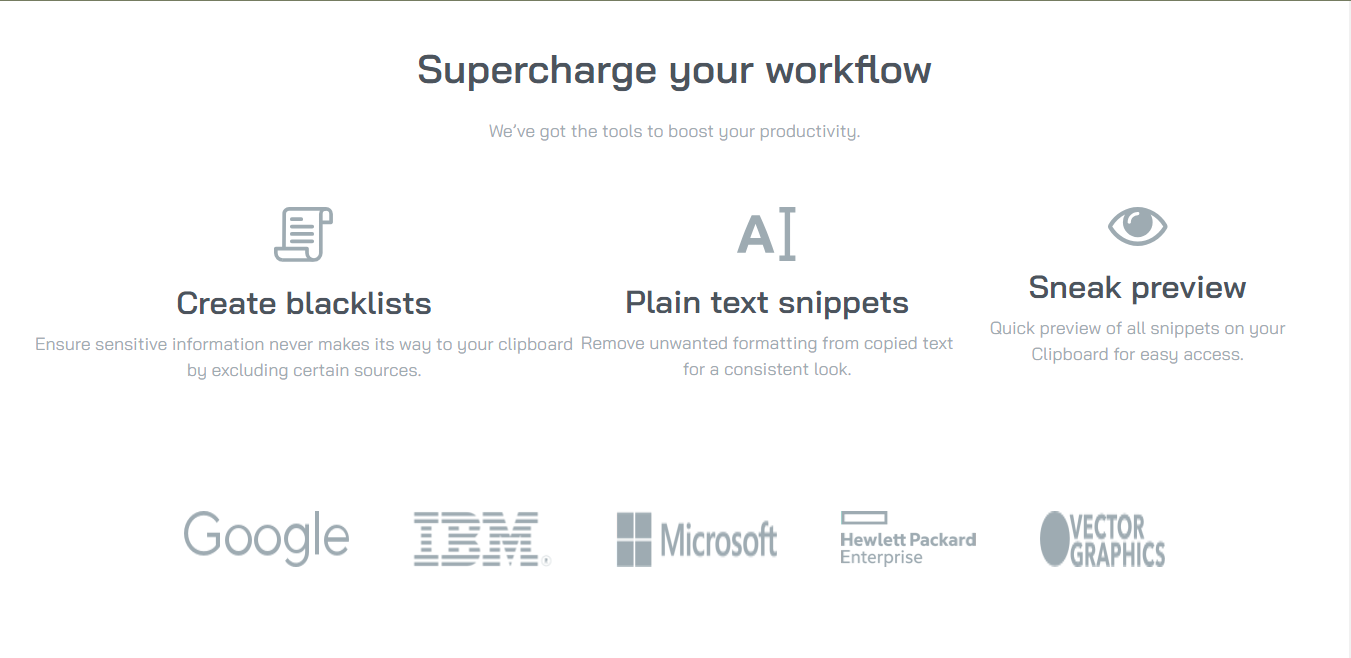 Supercharge your workflow
We've got the tools to boost your productivity.
A
Create blacklists
Ensure sensitive information never makes its way to your clipboard
by excluding certain sources.
Plain text snippets
Remove unwanted formatting from copied text
for a consistent look.
Sneak preview
Quick preview of all snippets on your
Clipboard for easy access.
Google
IBM®
Microsoft
Hewlett Packard
Enterprise
VECTOR
GRAPHICS